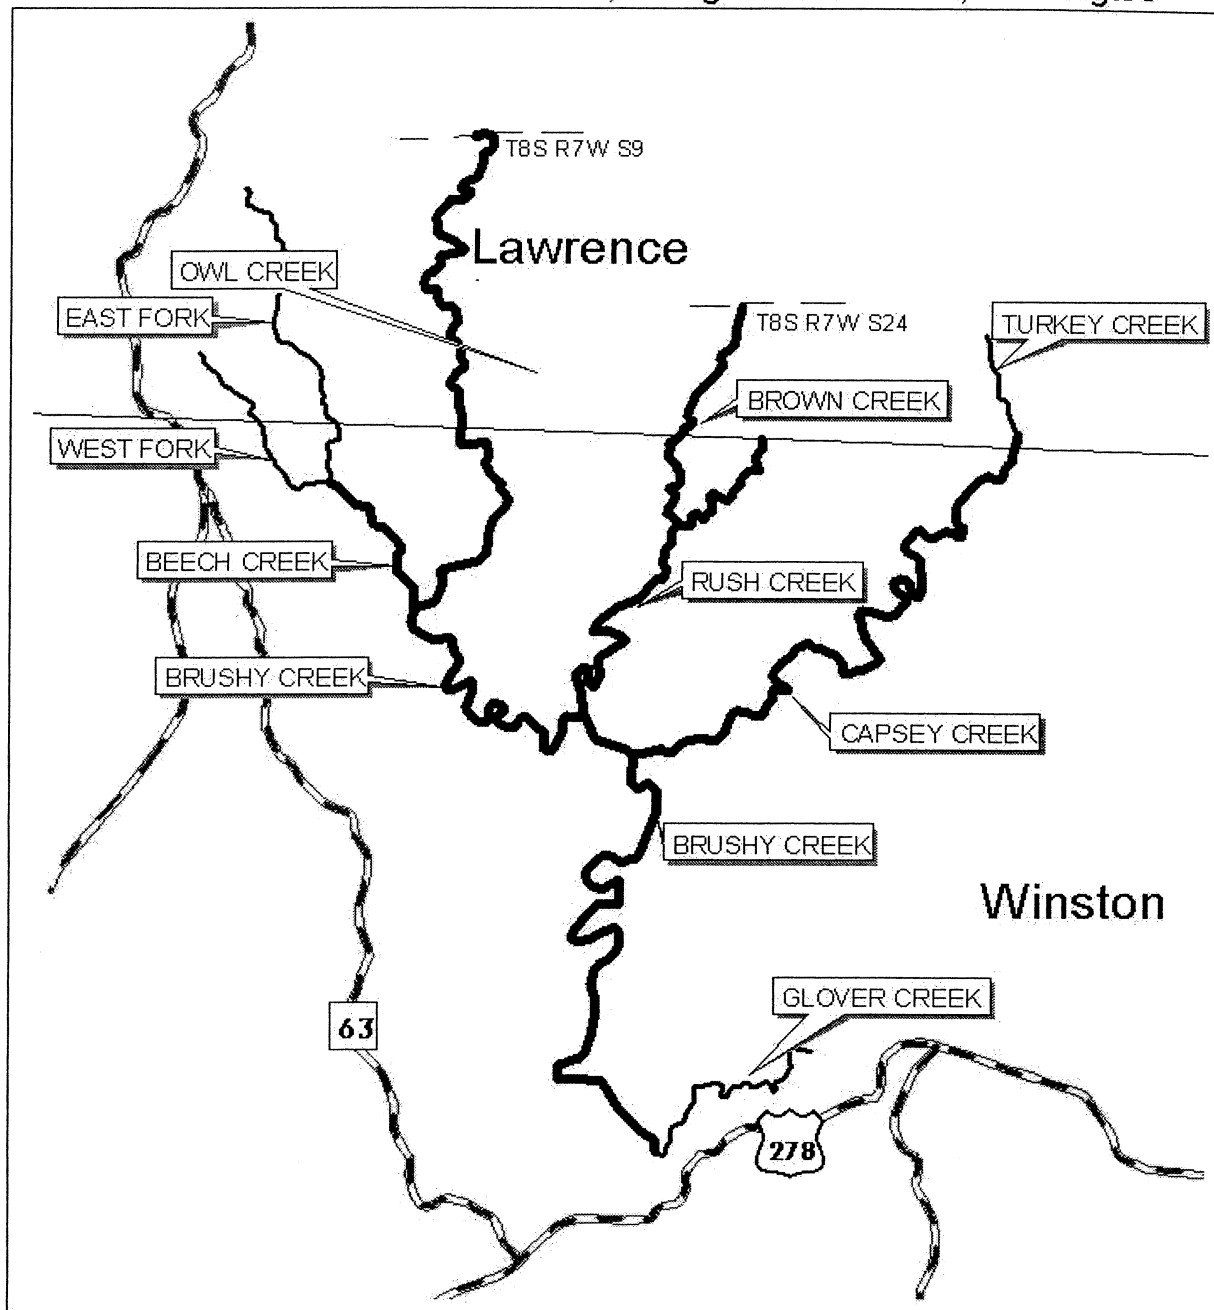 T8S R7W S9
Lawrence
OWL CREEK
EAST FORK
T8S R7W S24
TURKEY CREEK
BROWN CREEK
WEST FORK
BEECH CREEK
RUSH CREEK
BRUSHY CREEK
CAPSEY CREEK
BRUSHY CREEK
Winston
GLOVER CREEK
63
278